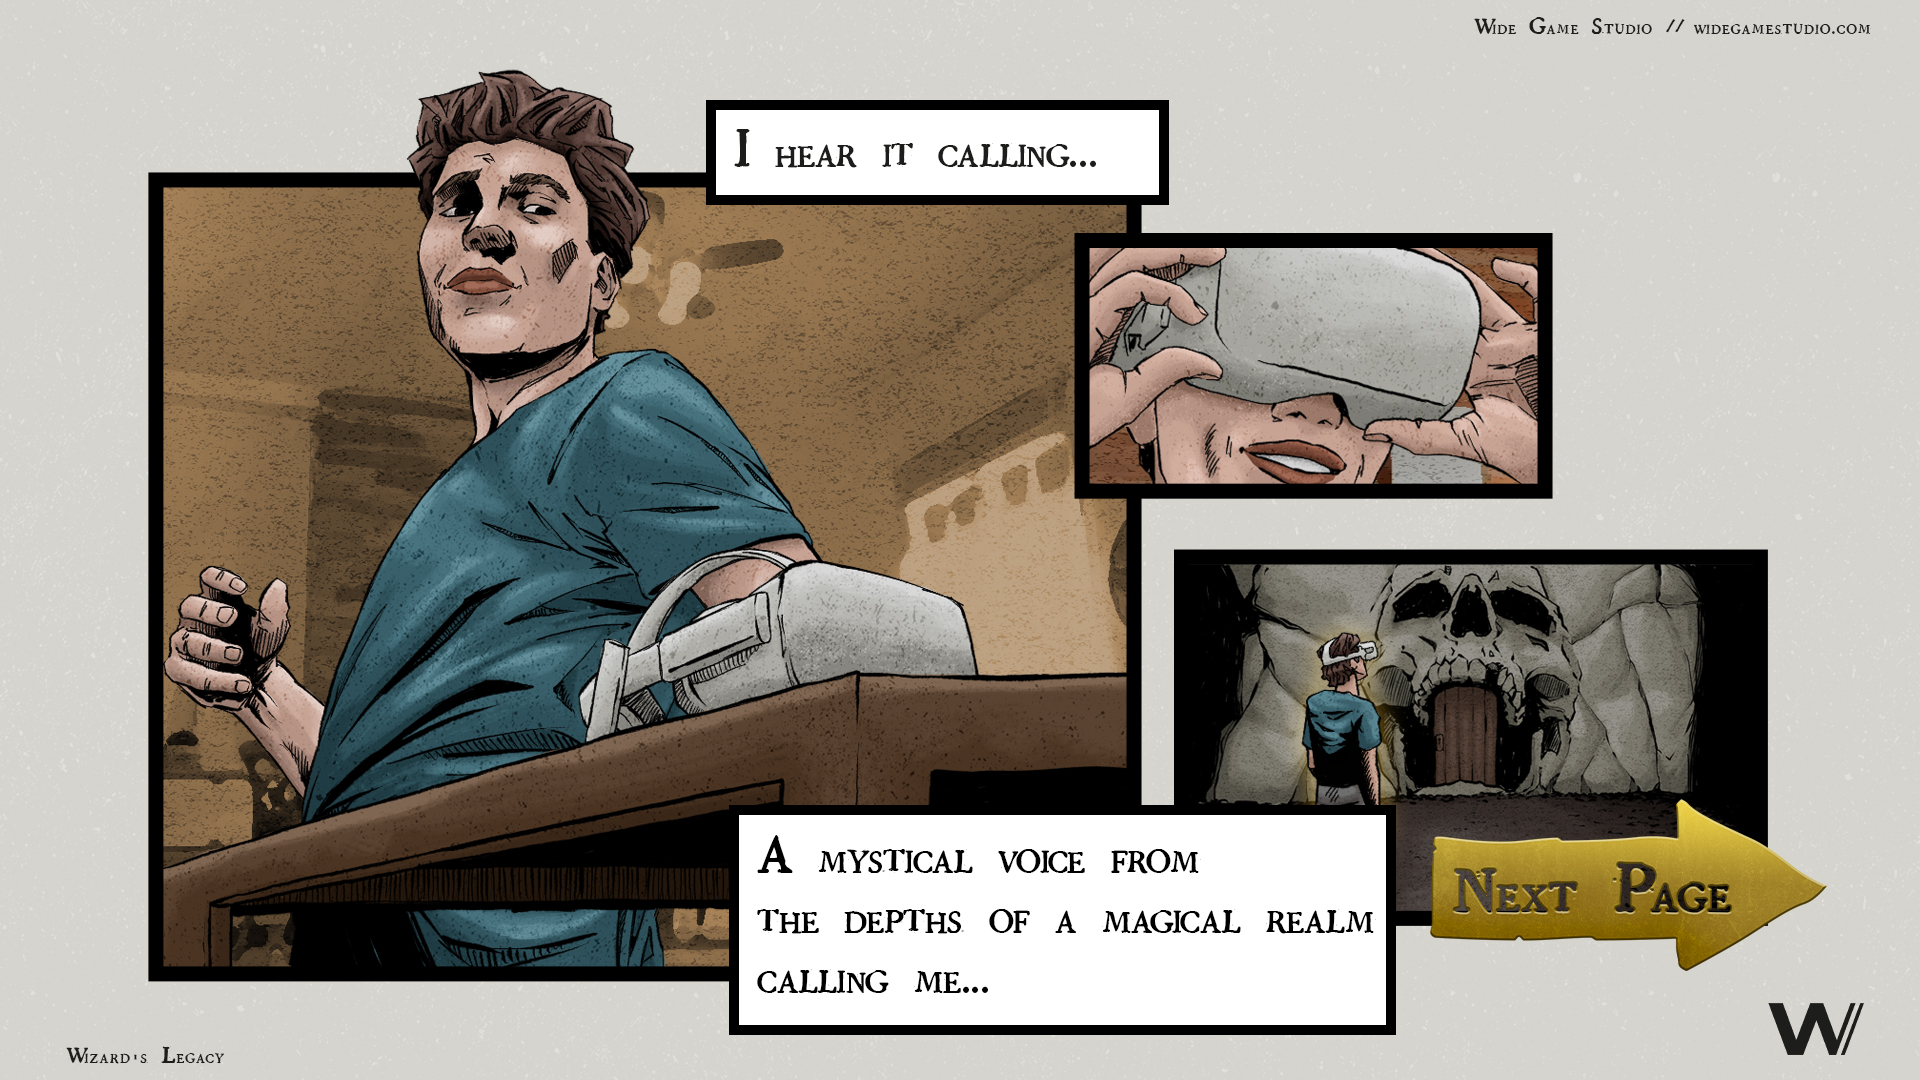 Wide Game Studio // widegamestudio.com
I hear it calling...
A mystical voice from
the depths of a magical realm
calling me...
Next Page
Wizard's Legacy
W//